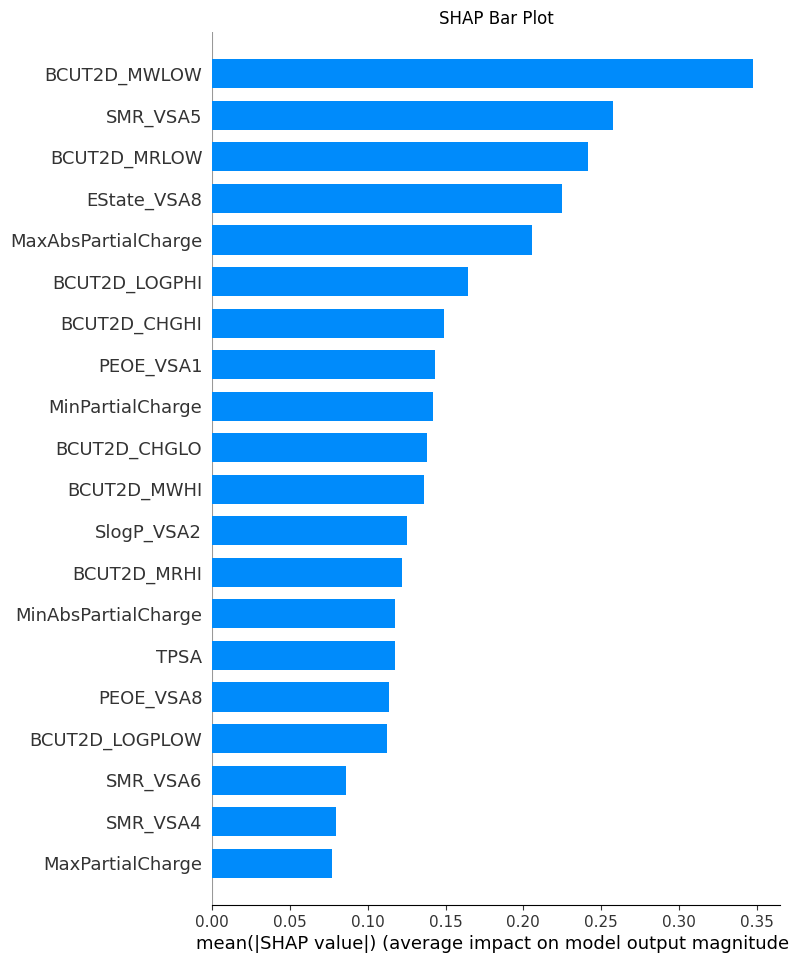 SHAP Bar Plot
BCUT2D_MWLOW
SMR_VSA5
BCUT2D_MRLOW
EState_VSA8
MaxAbsPartialCharge
BCUT2D_LOGPHI
BCUT2D_CHGHI
PEOE_VSA1
MinPartialCharge
BCUT2D_CHGLO
BCUT2D_MWHI
SlogP_VSA2
BCUT2D_MRHI
MinAbsPartialCharge
TPSA
PEOE_VSA8
BCUT2D_LOGPLOW
SMR_VSA6
SMR_VSA4
MaxPartialCharge
0.00 0.05 0.10 0.15 0.20 0.25 0.30 0.35
mean(|SHAP value|) (average impact on model output magnitude